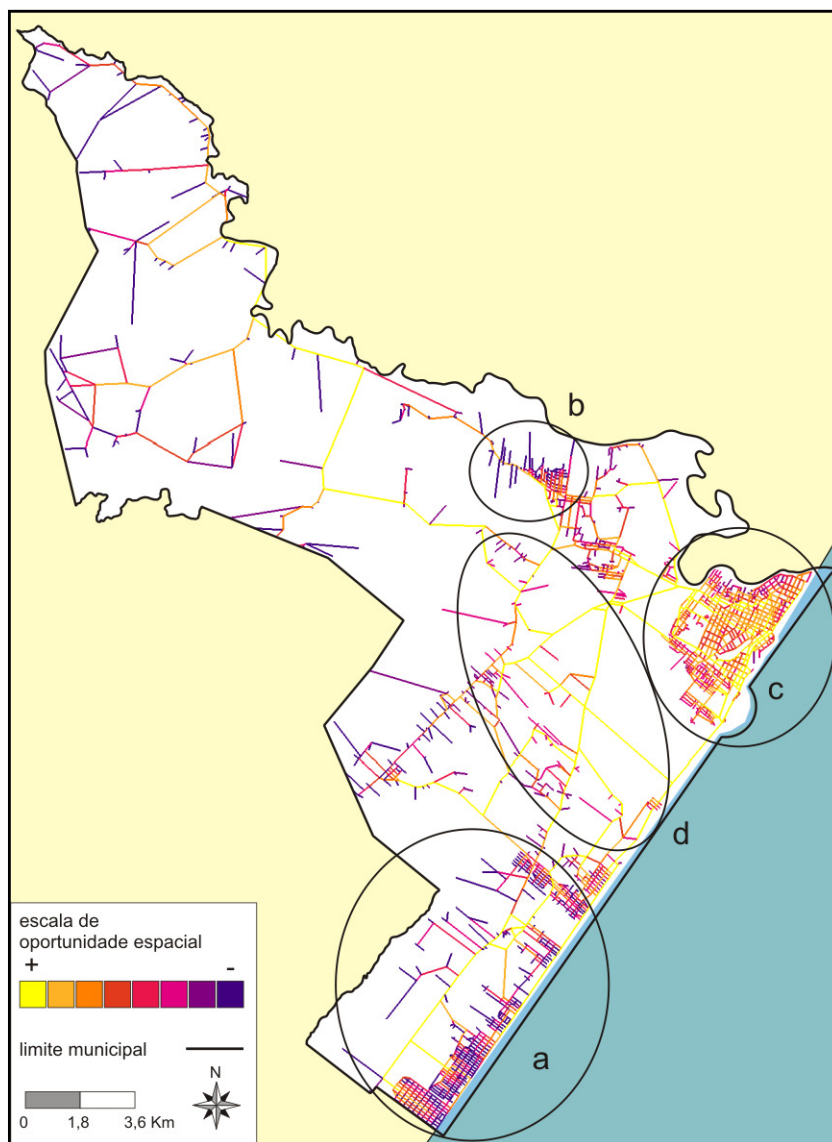 b
c
d
escala de
oportunidade espacial
+ -
limite municipal
N
0 1,8 3,6 Km
a